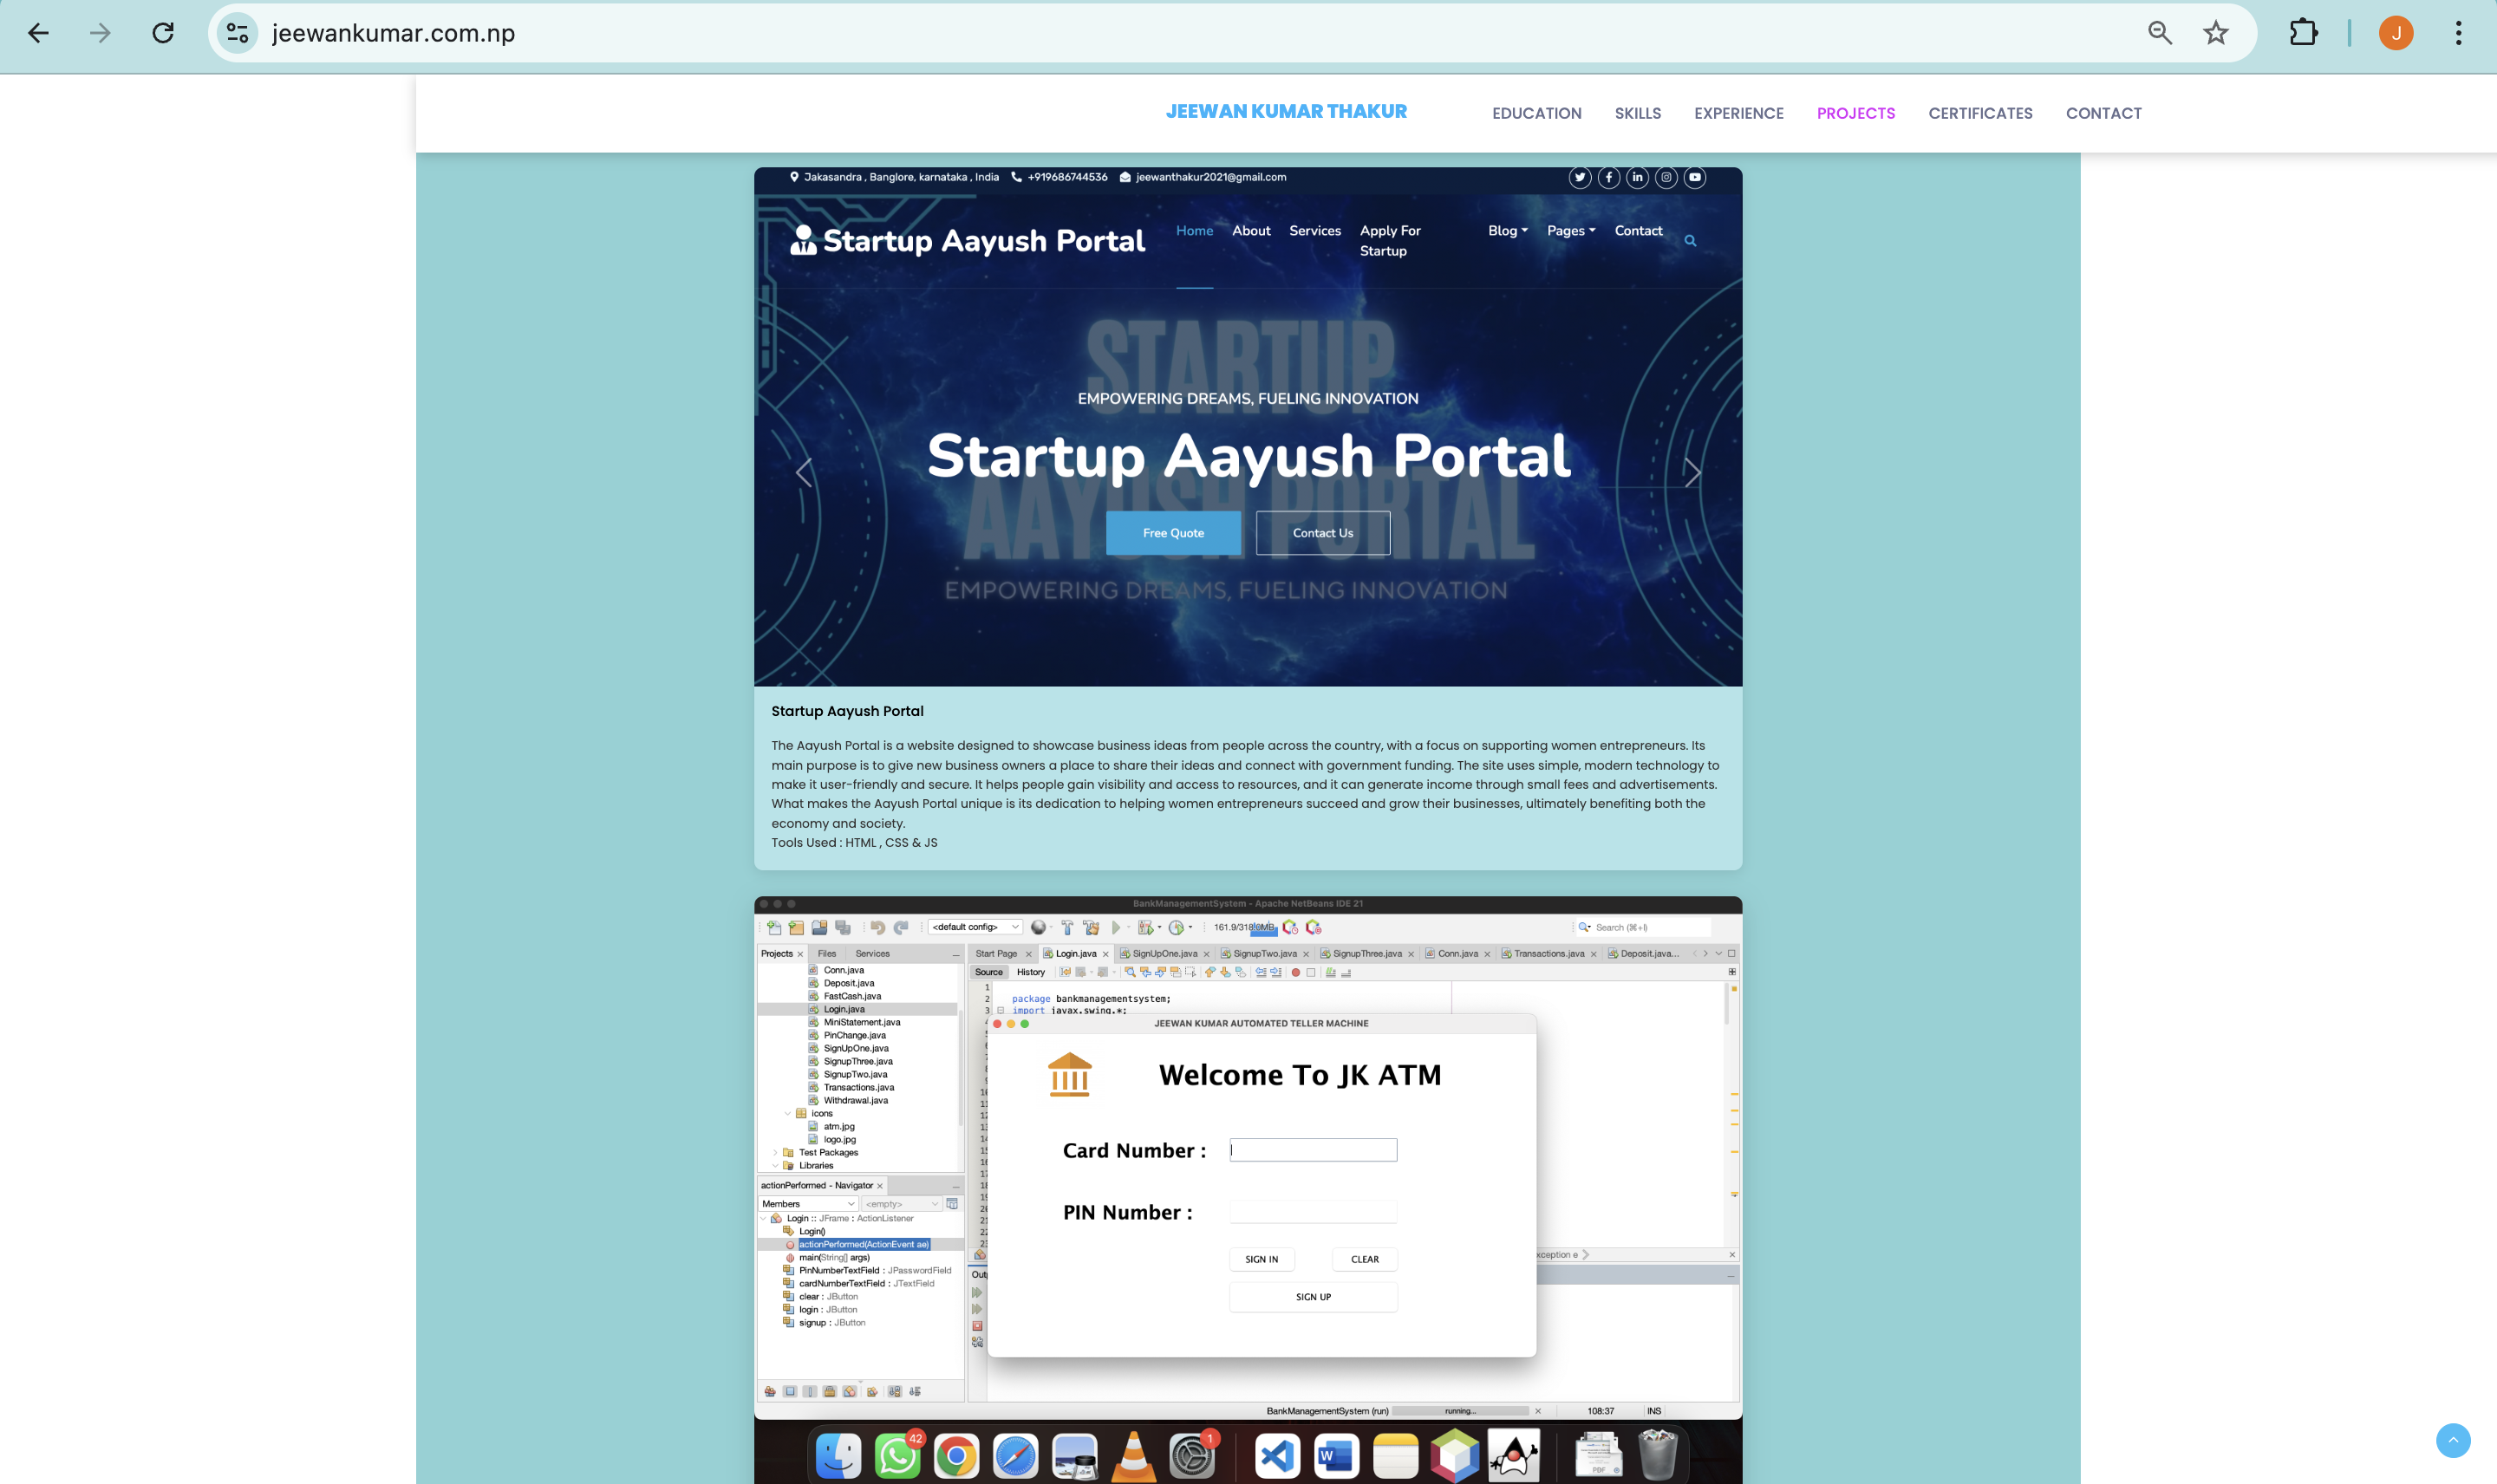 jeewankumar.com.np
J
JEEWAN KUMAR THAKUR
EDUCATION
SKILLS
EXPERIENCE
PROJECTS
CERTIFICATES
CONTACT
Jakasandra , Banglore, karnataka , India
+919686744536
jeewanthakur2021@gmail.com
Startup Aayush Portal
Home
About
Services
Apply For
Startup
Blog
Pages
Contact
STARTUP
EMPOWERING DREAMS, FUELING INNOVATION
Startup Aayush Portal
AAYUSH PORTAL
Free Quote
Contact Us
EMPOWERING DREAMS, FUELING INNOVATION
Startup Aayush Portal
The Aayush Portal is a website designed to showcase business ideas from people across the country, with a focus on supporting women entrepreneurs. Its
main purpose is to give new business owners a place to share their ideas and connect with government funding. The site uses simple, modern technology to
make it user-friendly and secure. It helps people gain visibility and access to resources, and it can generate income through small fees and advertisements.
What makes the Aayush Portal unique is its dedication to helping women entrepreneurs succeed and grow their businesses, ultimately benefiting both the
economy and society.
Tools Used : HTML , CSS & JS
BankManagementSystem - Apache NetBeans IDE 21
<default config>
Search (⌘+I)
Projects
Files
Services
Start Page
Login.java
SignUpOne.java
SignupTwo.java
SignupThree.java
Conn.java
Transactions.java
Deposit.java...
Source
History
Conn.java
Deposit.java
FastCash.java
Login.java
MiniStatement.java
PinChange.java
SignUpOne.java
SignupThree.java
SignupTwo.java
Transactions.java
Withdrawal.java
icons
atm.jpg
logo.jpg
Test Packages
Libraries
1
2 package bankmanagementsystem;
3 import javax.swing.*;
JEEWAN KUMAR AUTOMATED TELLER MACHINE
Welcome To JK ATM
Card Number :
PIN Number :
SIGN IN
CLEAR
SIGN UP
actionPerformed - Navigator
Members
<empty>
Login :: JFrame : ActionListener
Login()
actionPerformed(ActionEvent ae)
main(String[] args)
PinNumberTextField : JPasswordField
cardNumberTextField : JTextField
clear : JButton
login : JButton
signup : JButton
xception e
BankManagementSystem (run)
running...
108:37
INS
42
1
W
PDF